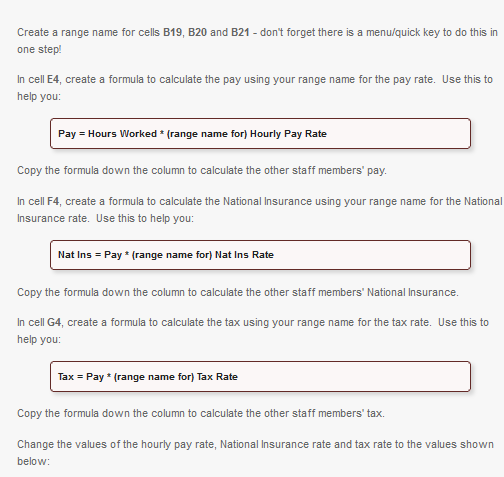 Create a range name for cells B19, B20 and B21 - don't forget there is a menu/quick key to do this in
one step!
In cell E4, create a formula to calculate the pay using your range name for the pay rate.  Use this to
help you:
Pay = Hours Worked * (range name for) Hourly Pay Rate
Copy the formula down the column to calculate the other staff members' pay.
In cell F4, create a formula to calculate the National Insurance using your range name for the National
Insurance rate.  Use this to help you:
Nat Ins = Pay * (range name for) Nat Ins Rate
Copy the formula down the column to calculate the other staff members' National Insurance.
In cell G4, create a formula to calculate the tax using your range name for the tax rate.  Use this to
help you:
Tax = Pay * (range name for) Tax Rate
Copy the formula down the column to calculate the other staff members' tax.
Change the values of the hourly pay rate, National Insurance rate and tax rate to the values shown
below: